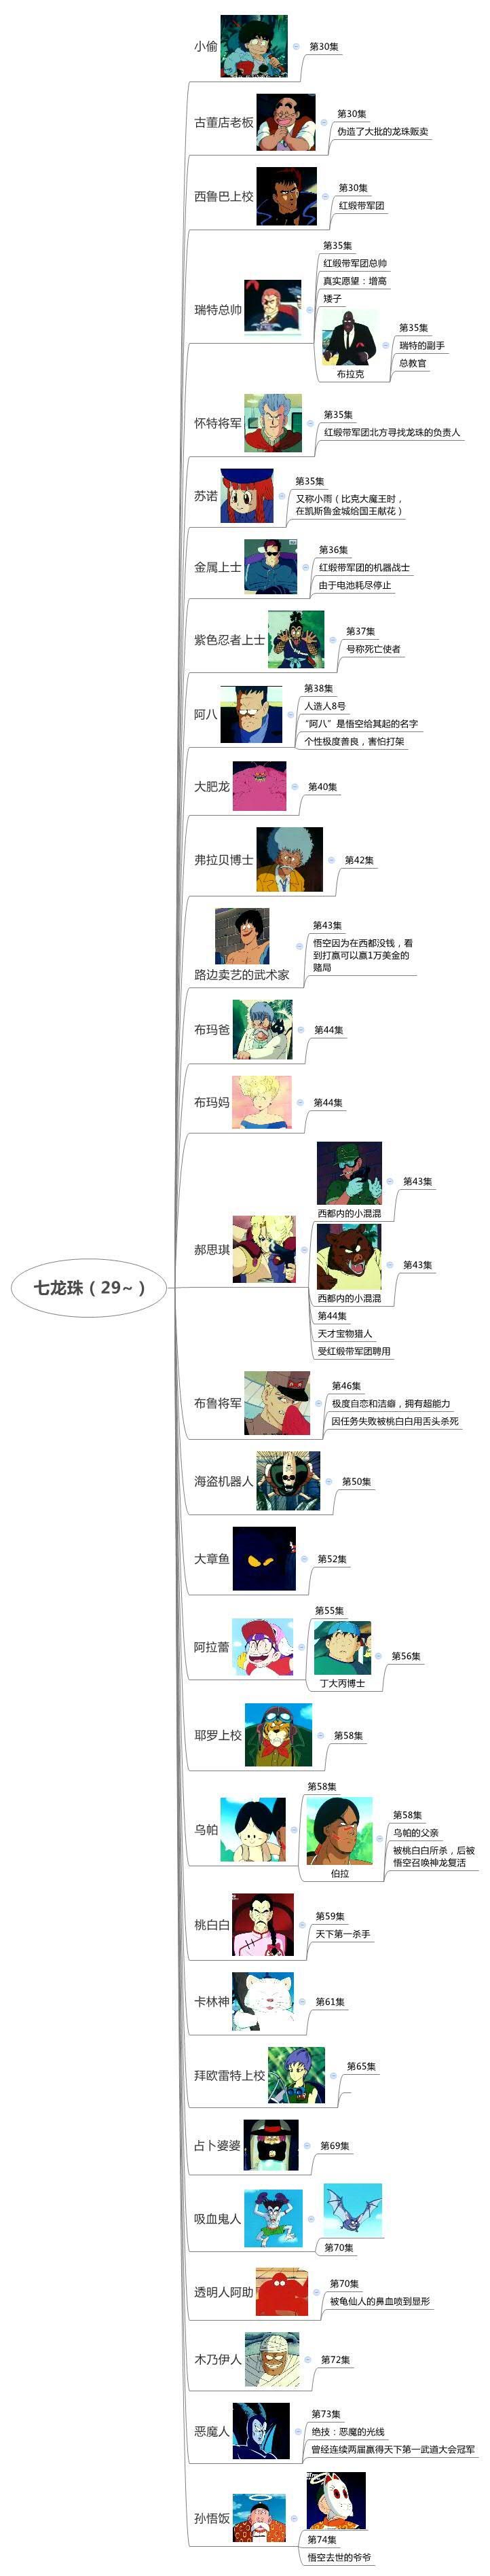 小偷
第30集
古董店老板
第30集
伪造了大批的龙珠贩卖
西鲁巴上校
第30集
红缎带军团
瑞特总帅
第35集
红缎带军团总帅
真实愿望：增高
矮子
布拉克
第35集
瑞特的副手
总教官
怀特将军
第35集
红缎带军团北方寻找龙珠的负责人
苏诺
第35集
又称小雨（比克大魔王时，
在凯斯鲁金城给国王献花）
金属上士
第36集
红缎带军团的机器战士
由于电池耗尽停止
紫色忍者上士
第37集
号称死亡使者
阿八
第38集
人造人8号
“阿八”是悟空给其起的名字
个性极度善良，害怕打架
大肥龙
第40集
弗拉贝博士
第42集
路边卖艺的武术家
第43集
悟空因为在西都没钱，看
到打赢可以赢1万美金的
赌局
布玛爸
第44集
布玛妈
第44集
郝思琪
西都内的小混混
第43集
西都内的小混混
第43集
第44集
天才宝物猎人
受红缎带军团聘用
七龙珠（29~）
布鲁将军
第46集
极度自恋和洁癖，拥有超能力
因任务失败被桃白白用舌头杀死
海盗机器人
第50集
大章鱼
第52集
阿拉蕾
第55集
丁大丙博士
第56集
耶罗上校
第58集
乌帕
第58集
伯拉
第58集
乌帕的父亲
被桃白白所杀，后被
悟空召唤神龙复活
桃白白
第59集
天下第一杀手
卡林神
第61集
拜欧雷特上校
第65集
占卜婆婆
第69集
吸血鬼人
第70集
透明人阿助
第70集
被龟仙人的鼻血喷到显形
木乃伊人
第72集
恶魔人
第73集
绝技：恶魔的光线
曾经连续两届赢得天下第一武道大会冠军
孙悟饭
第74集
悟空去世的爷爷